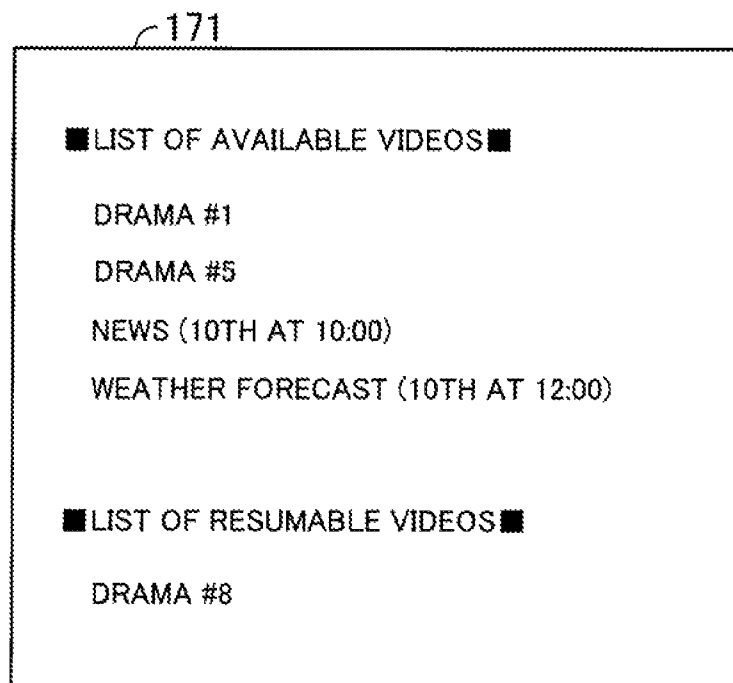 171
■LIST OF AVAILABLE VIDEOS■
DRAMA #1
DRAMA #5
NEWS (10TH AT 10:00)
WEATHER FORECAST (10TH AT 12:00)
■LIST OF RESUMABLE VIDEOS■
DRAMA #8